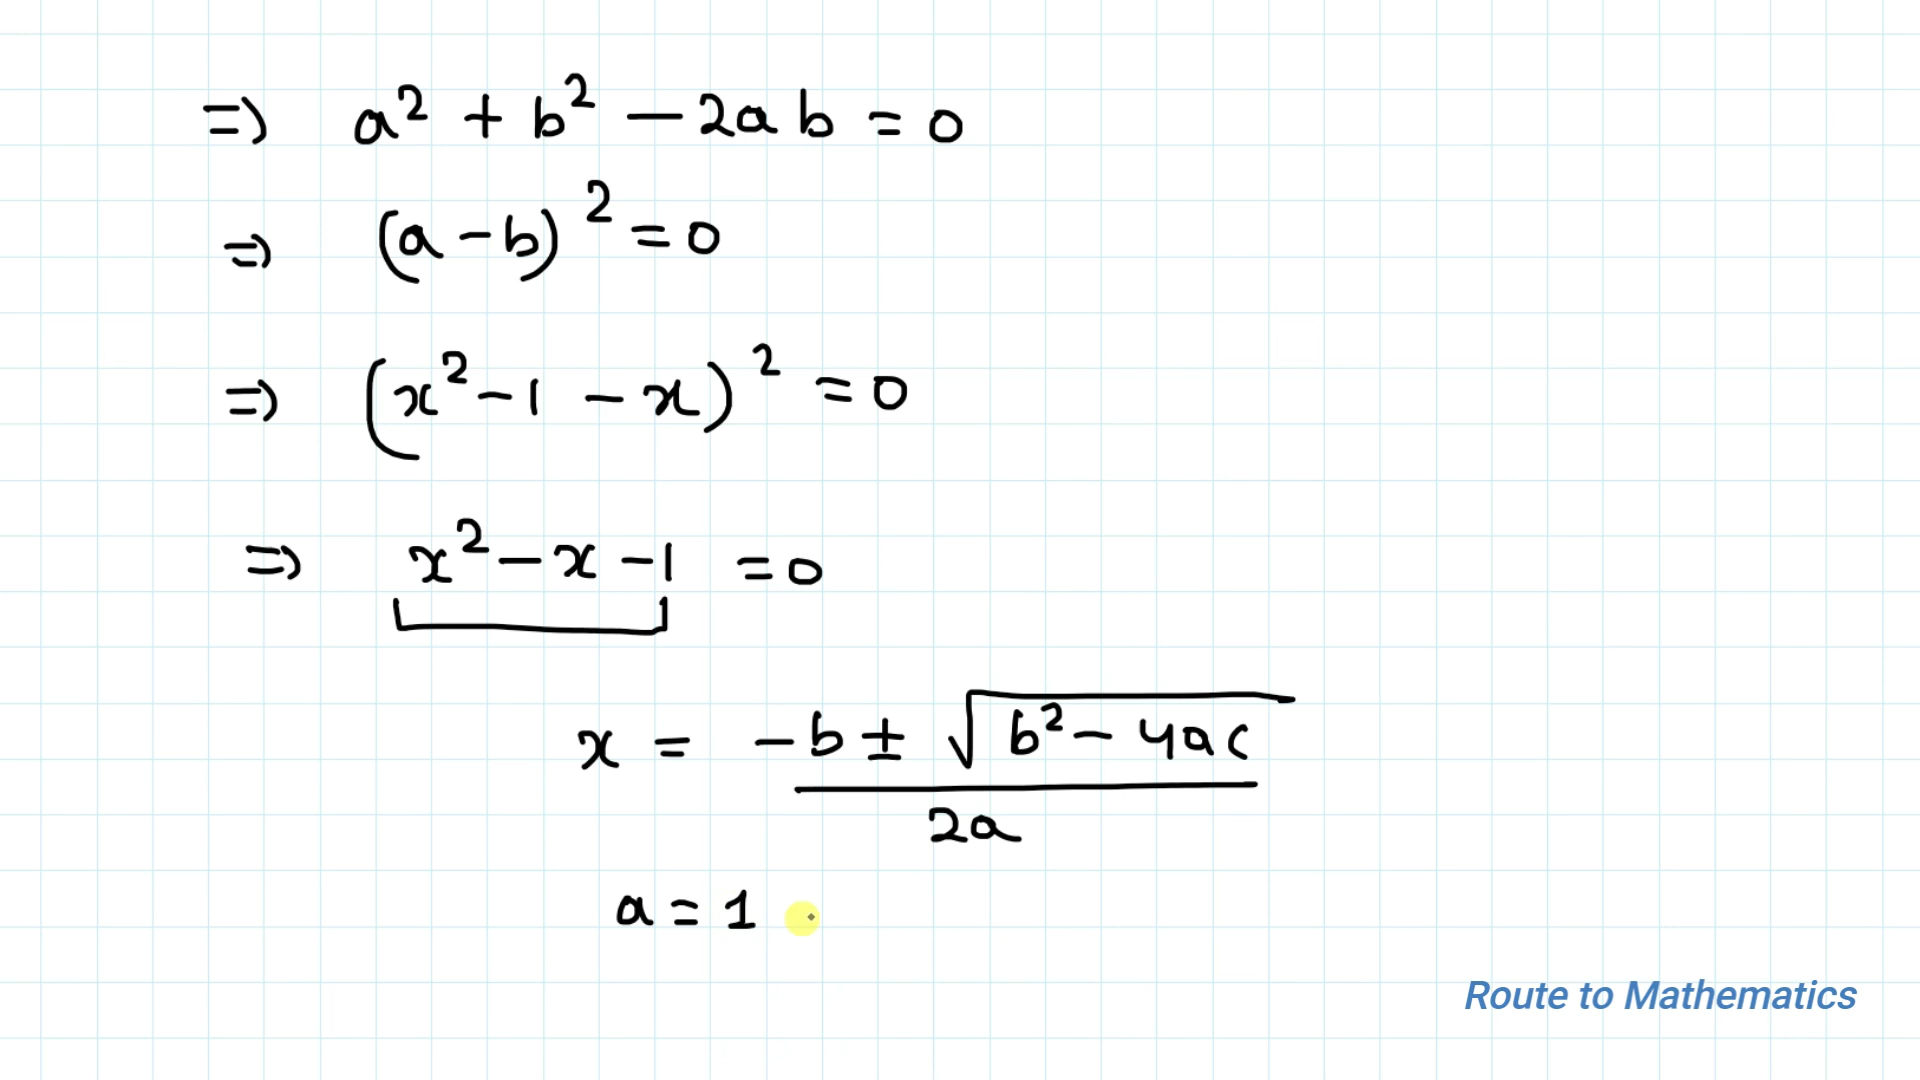 => a² + b² - 2ab = 0
=> (a - b)² = 0
=> (x² - 1 - x)² = 0
=> x² - x - 1 = 0
x = -b ± √(b² - 4ac)
2a
a = 1
Route to Mathematics